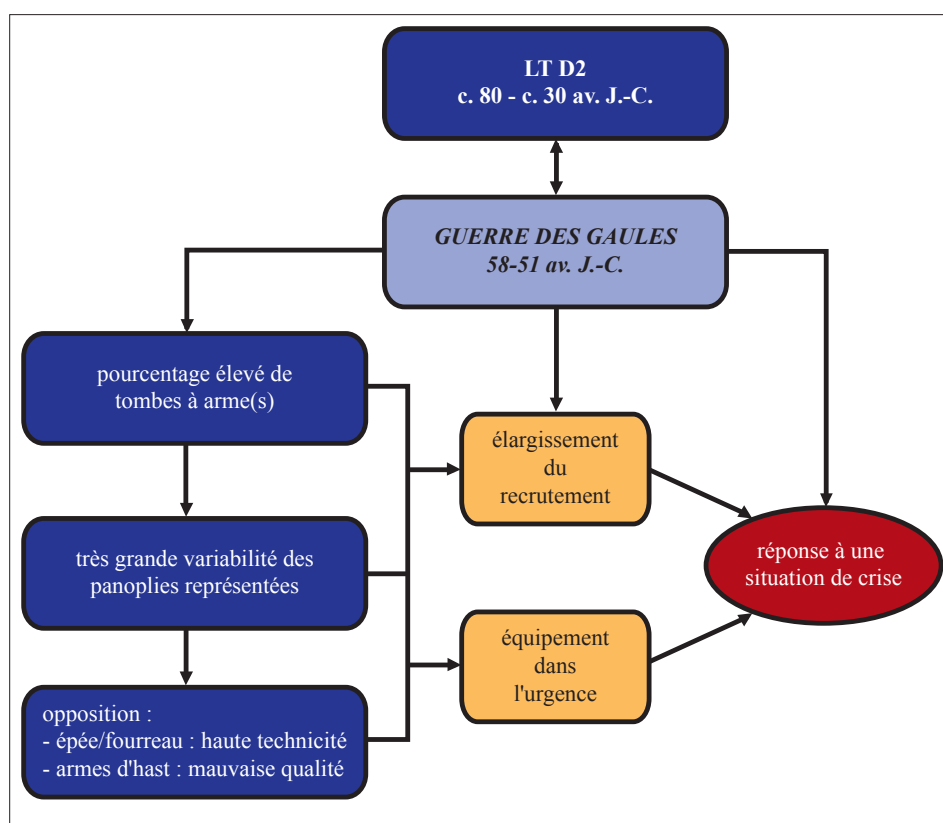 LT D2
c. 80 - c. 30 av. J.-C.
GUERRE DES GAULES
58-51 av. J.-C.
pourcentage élevé de
tombes à arme(s)
élargissement
du
recrutement
très grande variabilité des
panoplies représentées
réponse à une
situation de crise
équipement
dans
l'urgence
opposition :
- épée/fourreau : haute technicité
- armes d'hast : mauvaise qualité